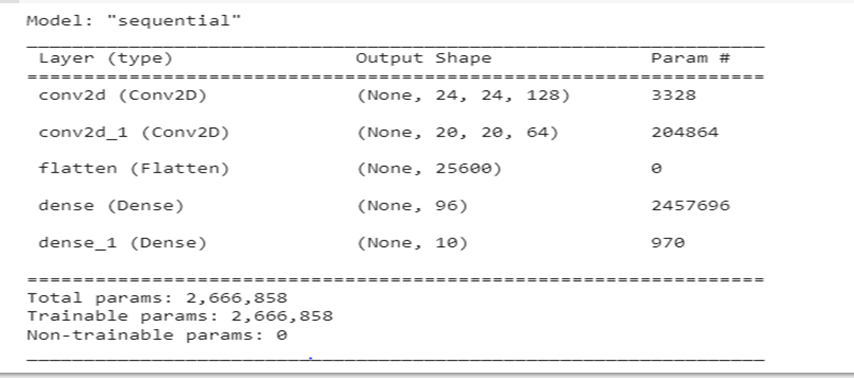 Model: "sequential"
Layer (type) Output Shape Param #
conv2d (Conv2D) (None, 24, 24, 128) 3328
conv2d_1 (Conv2D) (None, 20, 20, 64) 204864
flatten (Flatten) (None, 25600) 0
dense (Dense) (None, 96) 2457696
dense_1 (Dense) (None, 10) 970
Total params: 2,666,858
Trainable params: 2,666,858
Non-trainable params: 0